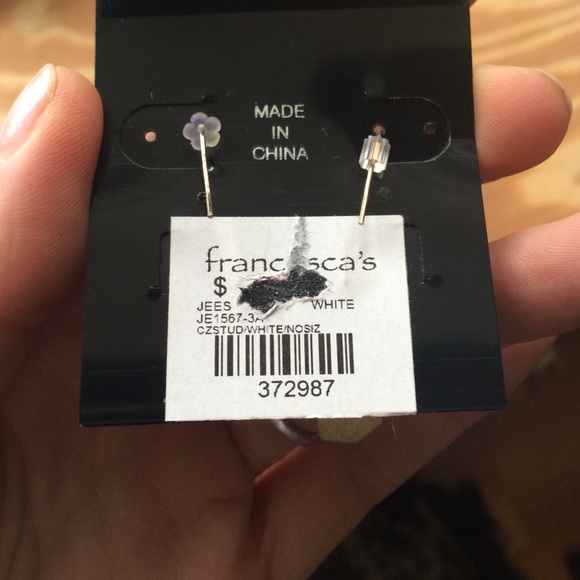 MADE
IN
CHINA
francesca's
$
JEES WHITE
JE1567-3A
CZSTUD/WHITE/NOSIZ
372987